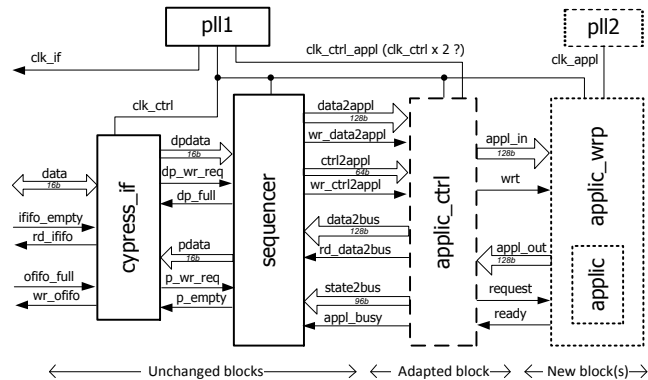 pll1
pll2
clk_if
clk_ctrl_appl (clk_ctrl x 2 ?)
clk_appl
clk_ctrl
data
16b
ififo_empty
rd_ififo
ofifo_full
wr_ofifo
cypress_if
dpdata
16b
dp_wr_req
dp_full
pdata
16b
p_wr_req
p_empty
sequencer
data2appl
128b
wr_data2appl
ctrl2appl
64b
wr_ctrl2appl
data2bus
128b
rd_data2bus
state2bus
96b
appl_busy
applic_ctrl
appl_in
128b
wrt
appl_out
128b
request
ready
applic_wrp
applic
Unchanged blocks
Adapted block
New block(s)